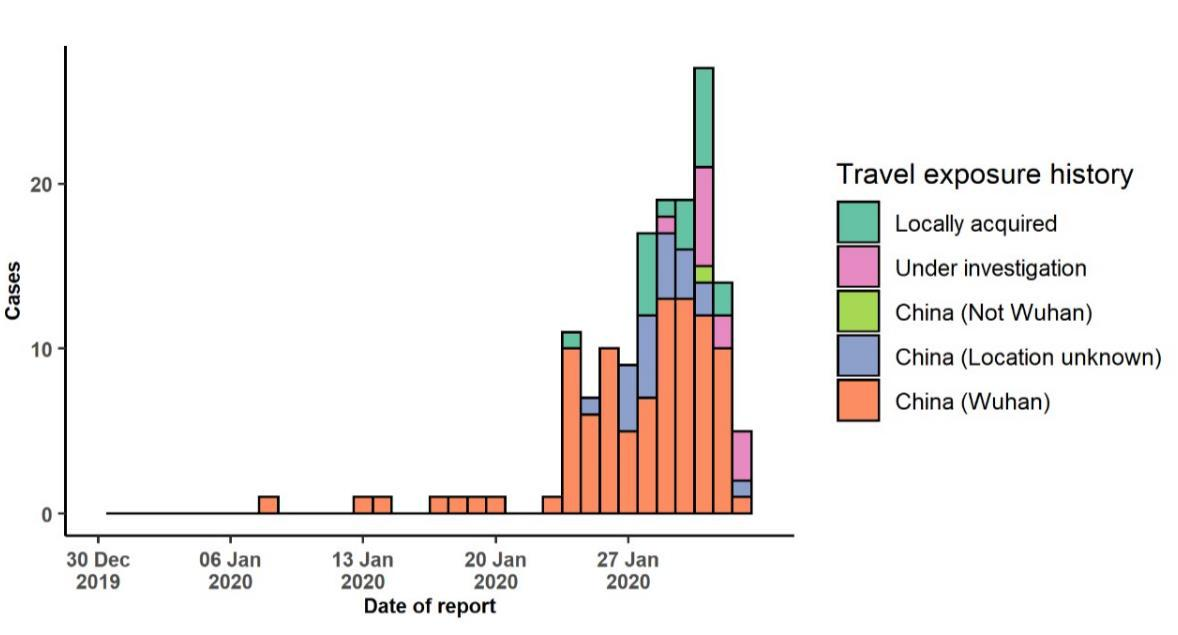 20
10
0
Cases
30 Dec
2019
06 Jan
2020
13 Jan
2020
20 Jan
2020
27 Jan
2020
Date of report
Travel exposure history
Locally acquired
Under investigation
China (Not Wuhan)
China (Location unknown)
China (Wuhan)